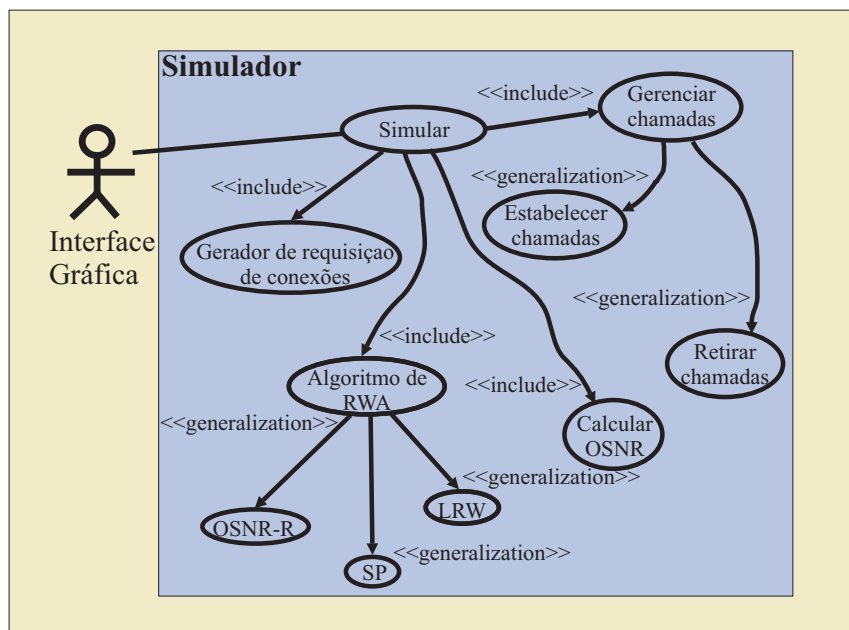 Simulador
<<include>>
Gerenciar
chamadas
Simular
<<include>>
<<generalization>>
Estabelecer
chamadas
Interface
Gráfica
Gerador de requisiçao
de conexões
<<generalization>>
<<include>>
Retirar
chamadas
Algoritmo de
RWA
<<include>>
<<generalization>>
Calcular
OSNR
<<generalization>>
LRW
OSNR-R
<<generalization>>
SP